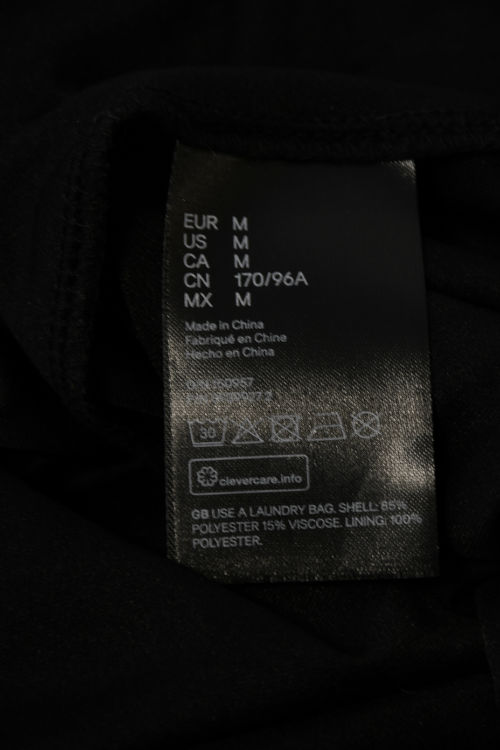 EUR M
US M
CA M
CN 170/96A
MX M
Made in China
Fabriqué en Chine
Hecho en China
30
clevercare.info
GB USE A LAUNDRY BAG. SHELL: 85%
POLYESTER 15% VISCOSE. LINING: 100%
POLYESTER.